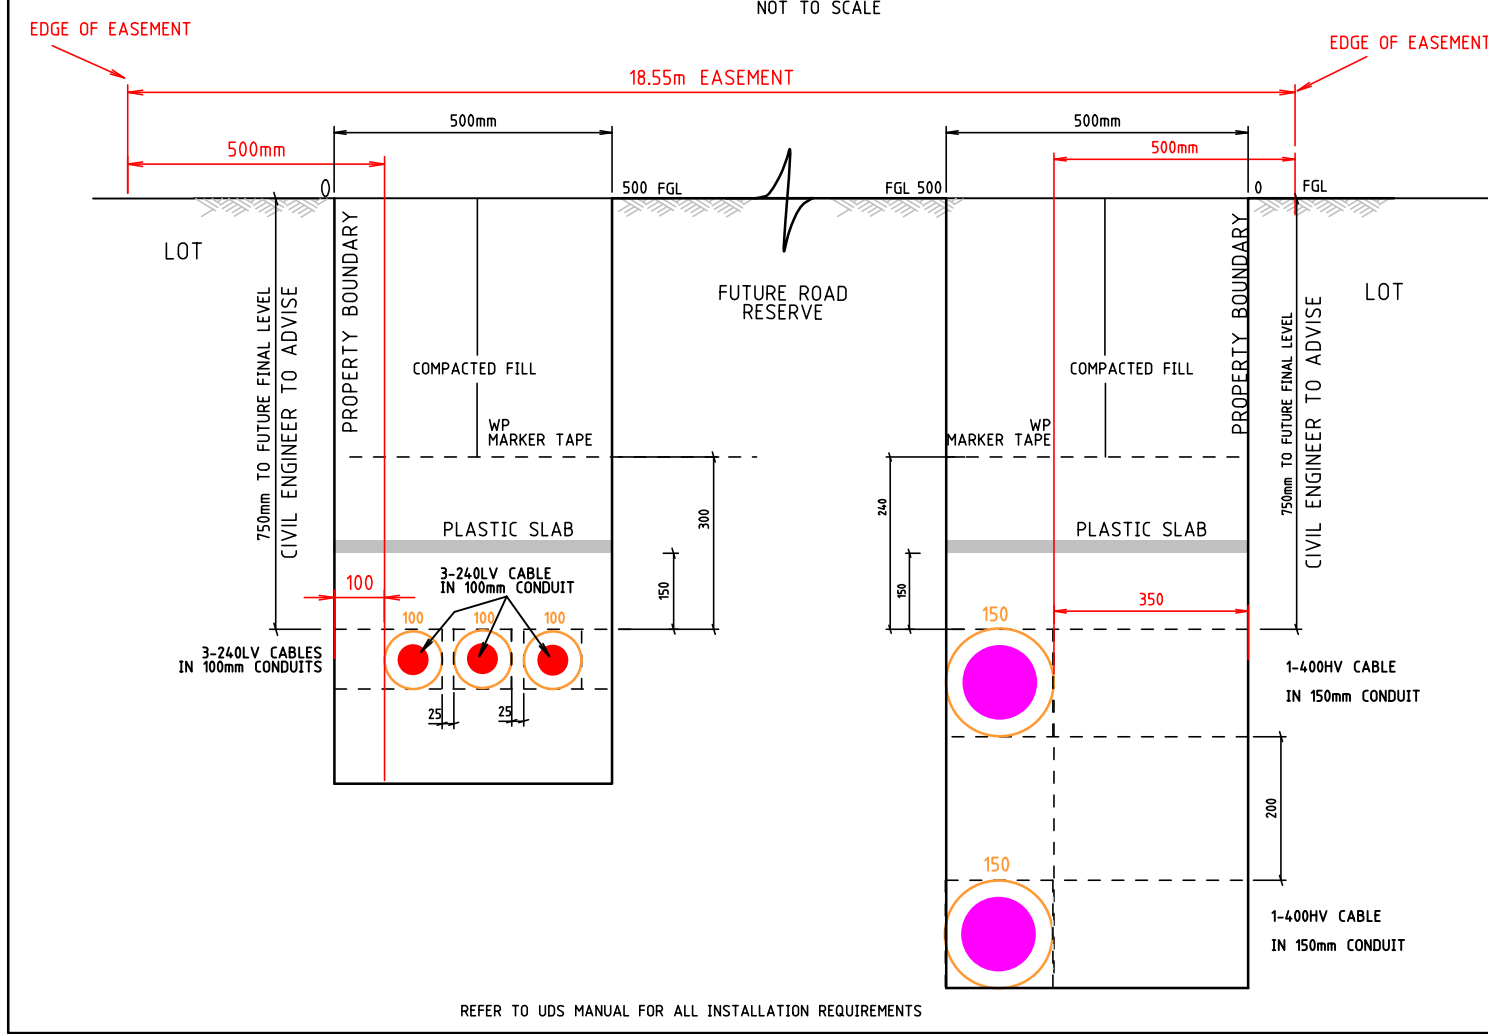 NOT TO SCALE
EDGE OF EASEMENT
EDGE OF EASEMENT
18.55m EASEMENT
500mm
500mm
500mm
500mm
0
500 FGL
FGL 500
0
FGL
LOT
PROPERTY BOUNDARY
750mm TO FUTURE FINAL LEVEL
CIVIL ENGINEER TO ADVISE
COMPACTED FILL
WP
MARKER TAPE
PLASTIC SLAB
300
150
100
3-240LV CABLE
IN 100mm CONDUIT
100
100
100
3-240LV CABLES
IN 100mm CONDUITS
25
25
FUTURE ROAD
RESERVE
PROPERTY BOUNDARY
LOT
750mm TO FUTURE FINAL LEVEL
CIVIL ENGINEER TO ADVISE
COMPACTED FILL
WP
MARKER TAPE
240
PLASTIC SLAB
150
350
150
1-400HV CABLE
IN 150mm CONDUIT
200
150
1-400HV CABLE
IN 150mm CONDUIT
REFER TO UDS MANUAL FOR ALL INSTALLATION REQUIREMENTS